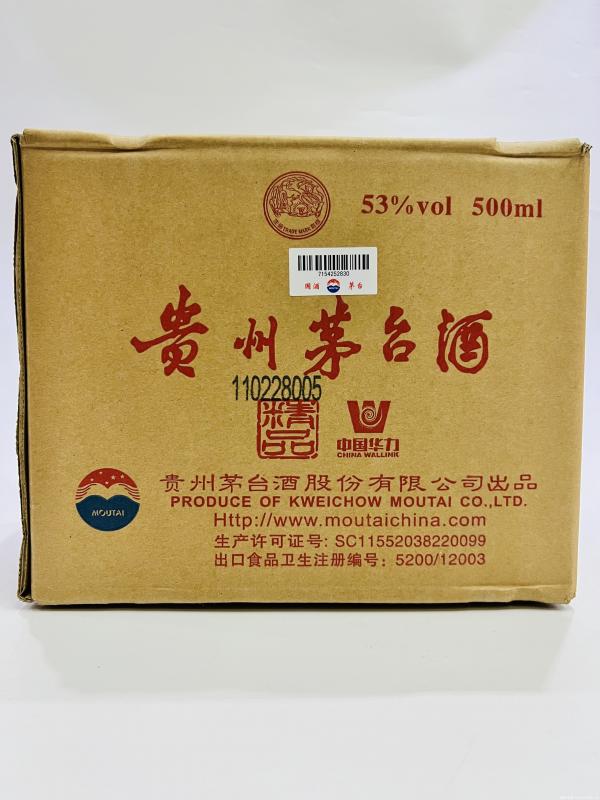 53%vol 500ml
TRADE MARK
7154252830
国酒 MOUTAI 茅台
贵州茅台酒
110228005
精品
中国华力
CHINA WALLINK
MOUTAI
贵州茅台酒股份有限公司出品
PRODUCE OF KWEICHOW MOUTAI CO.,LTD.
Http://www.moutaichina.com
生产许可证号: SC11552038220099
出口食品卫生注册编号: 5200/12003